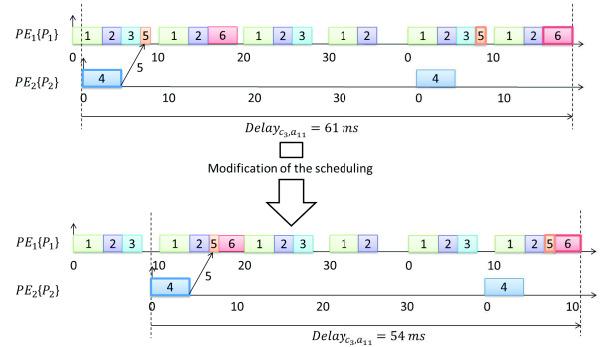 PE₁{P₁} 1 2 3 5 1 2 6 1 2 3 1 2 1 2 3 5 1 2 6
0 10 20 30 0 10
PE₂{P₂} 4 5 4
0 10 20 30 0 10
Delay_{c₃,a₁₁} = 61 ms
Modification of the scheduling
PE₁{P₁} 1 2 3 1 2 5 6 1 2 3 1 2 1 2 3 1 2 5 6
0 10 20 30 0 10
PE₂{P₂} 4 5 4
0 10 20 30 0 10
Delay_{c₃,a₁₁} = 54 ms